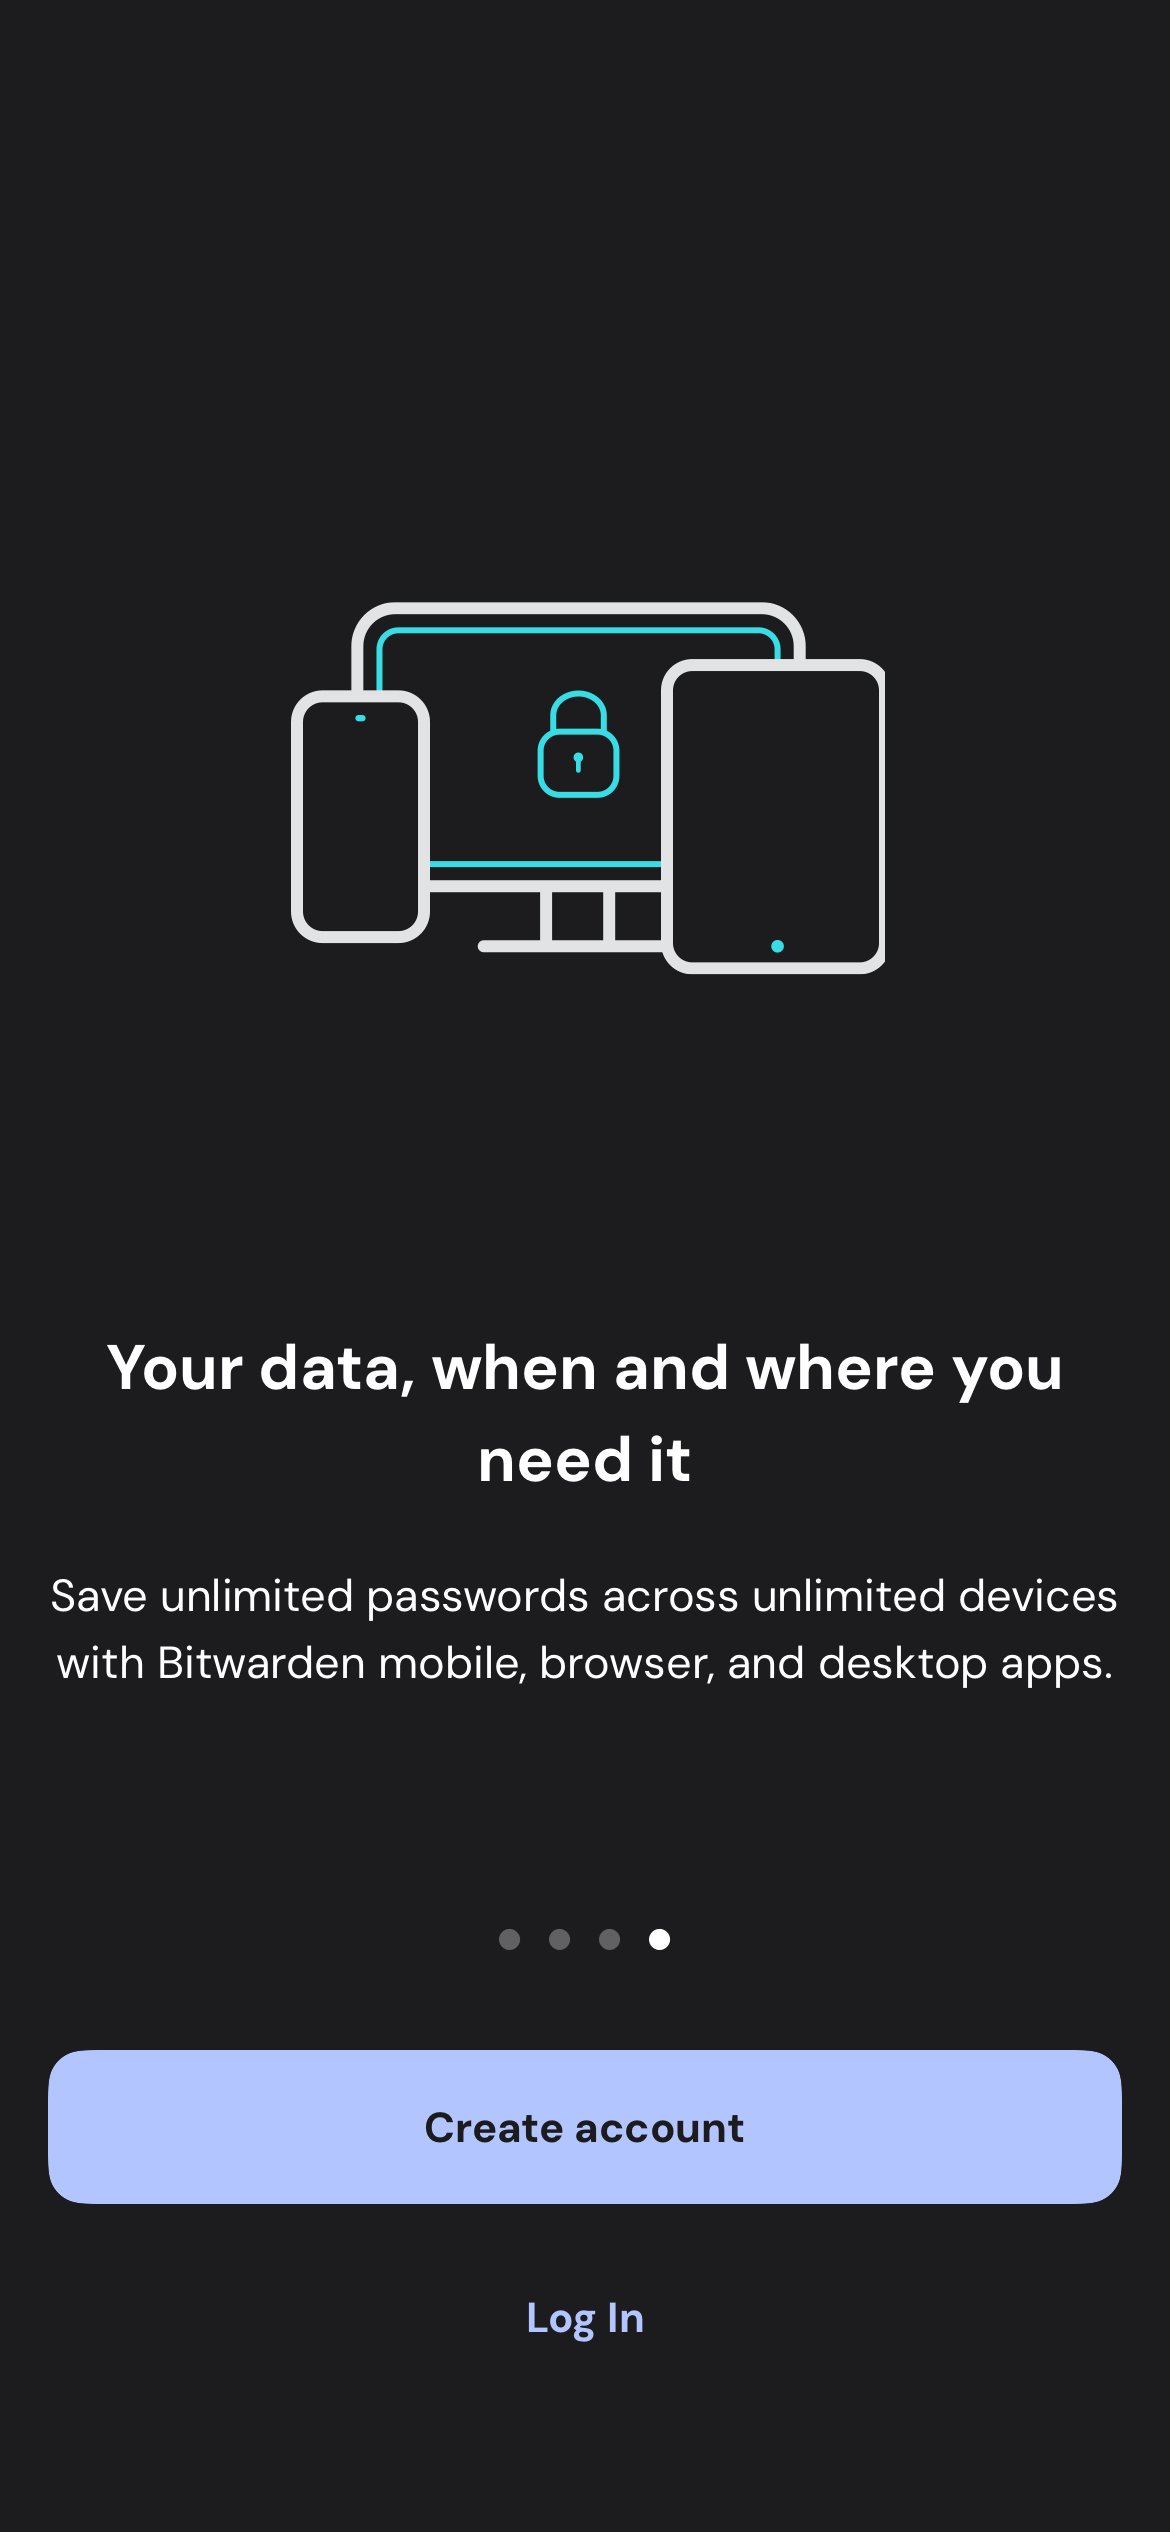 Your data, when and where you
need it
Save unlimited passwords across unlimited devices
with Bitwarden mobile, browser, and desktop apps.
Create account
Log In